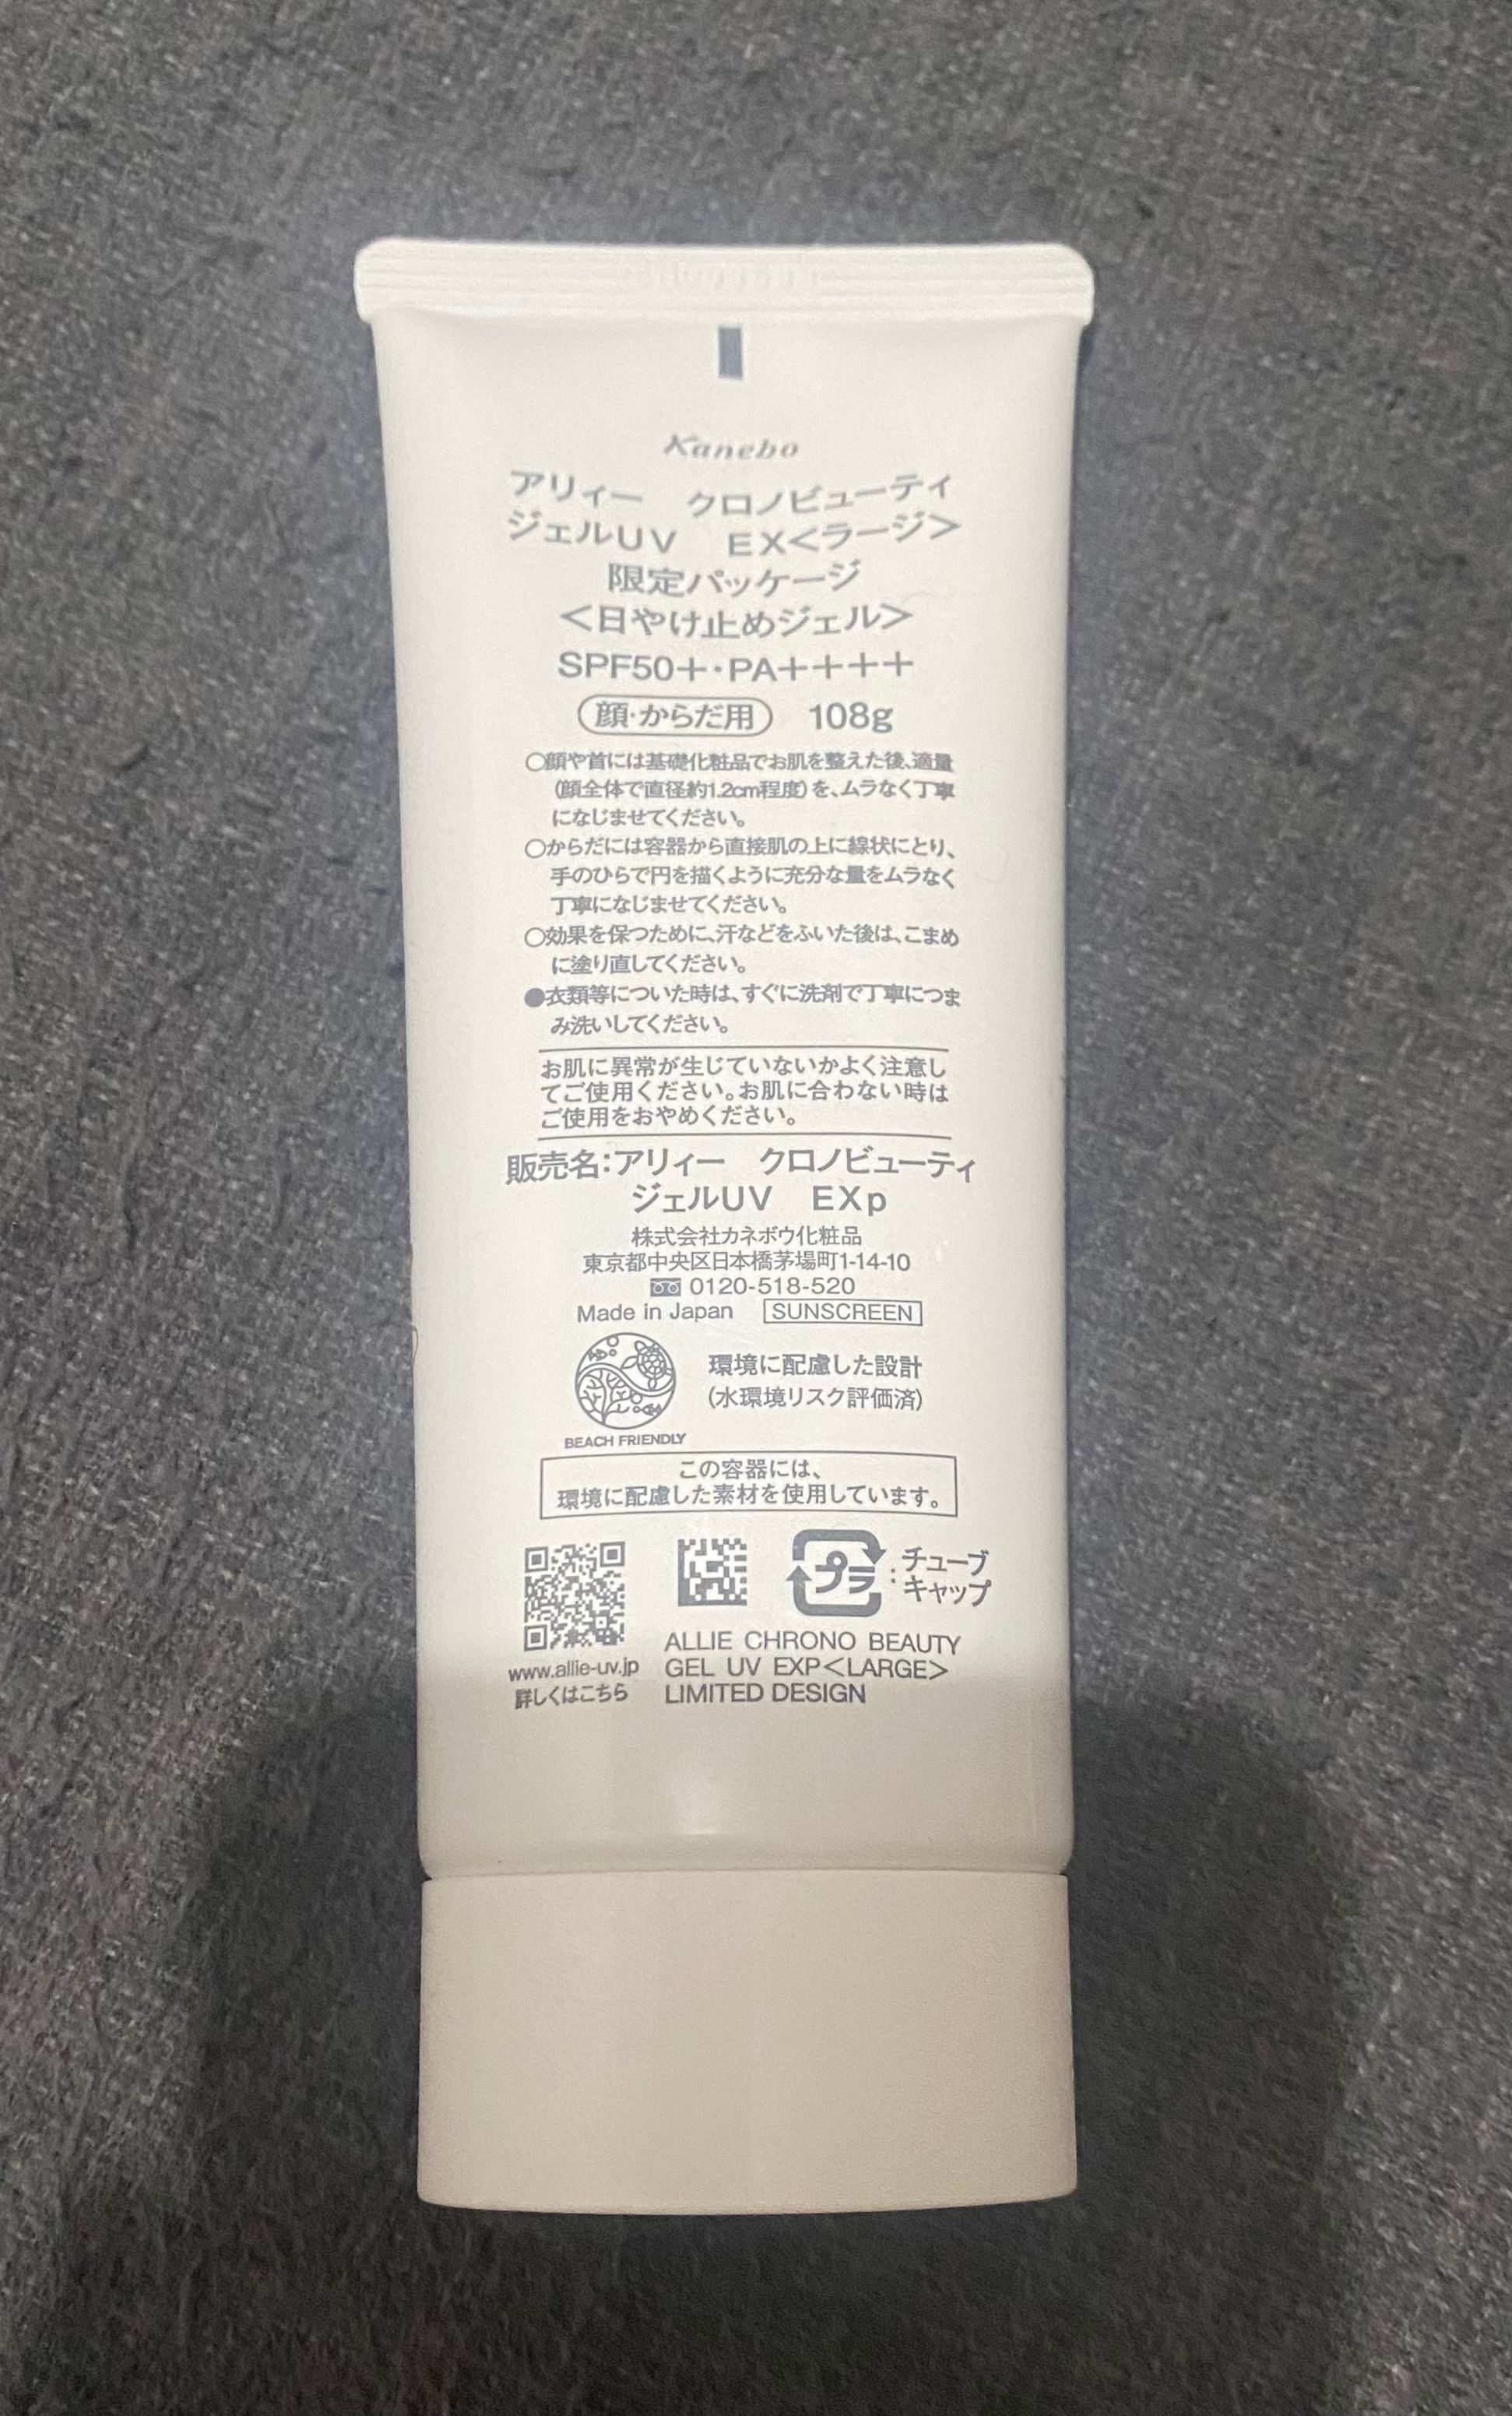 Kanebo
アリィー　クロノビューティ
ジェルUV　EX<ラージ>
限定パッケージ
<日やけ止めジェル>
SPF50+・PA++++
顔・からだ用　108g
○顔や首には基礎化粧品でお肌を整えた後、適量
(顔全体で直径約1.2cm程度)を、ムラなく丁寧
になじませてください。
○からだには容器から直接肌の上に線状にとり、
手のひらで円を描くように充分な量をムラなく
丁寧になじませてください。
○効果を保つために、汗などをふいた後は、こまめ
に塗り直してください。
●衣類等についた時は、すぐに洗剤で丁寧につま
み洗いしてください。
お肌に異常が生じていないかよく注意し
てご使用ください。お肌に合わない時は
ご使用をおやめください。
販売名：アリィー　クロノビューティ
ジェルUV　EXp
株式会社カネボウ化粧品
東京都中央区日本橋茅場町1-14-10
0120-518-520
Made in Japan　SUNSCREEN
環境に配慮した設計
(水環境リスク評価済)
BEACH FRIENDLY
この容器には、
環境に配慮した素材を使用しています。
プラ：チューブ
キャップ
www.allie-uv.jp
詳しくはこちら
ALLIE CHRONO BEAUTY
GEL UV EXP<LARGE>
LIMITED DESIGN